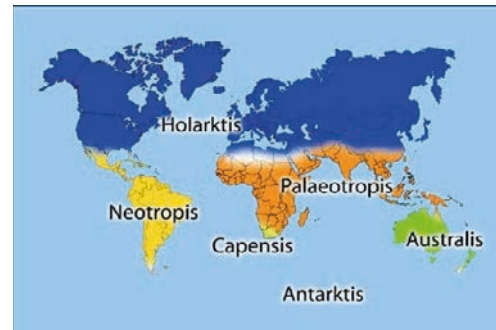 Holarktis
Palaeotropis
Neotropis
Capensis
Australis
Antarktis